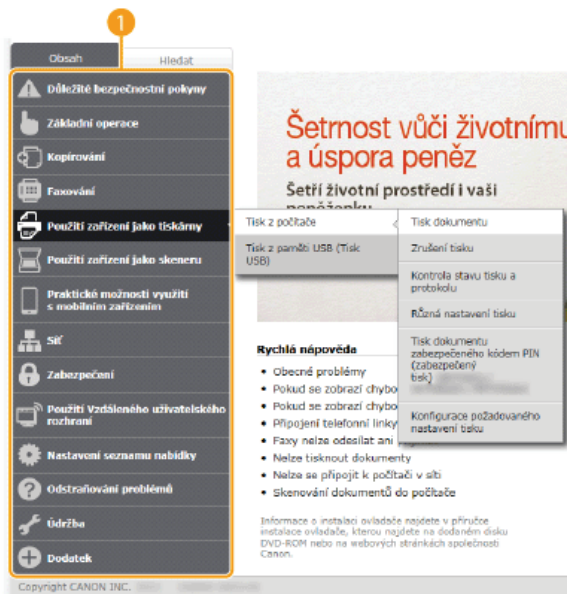 1
Obsah
Hledat
Důležité bezpečnostní pokyny
Základní operace
Kopírování
Faxování
Použití zařízení jako tiskárny
Použití zařízení jako skeneru
Praktické možnosti využití
s mobilním zařízením
Síť
Zabezpečení
Použití Vzdáleného uživatelského
rozhraní
Nastavení seznamu nabídky
Odstraňování problémů
Údržba
Dodatek
Tisk z počítače
Tisk z paměti USB (Tisk
USB)
Tisk dokumentu
Zrušení tisku
Kontrola stavu tisku a
protokolu
Různá nastavení tisku
Tisk dokumentu
zabezpečeného kódem PIN
(zabezpečený
tisk)
Konfigurace požadovaného
nastavení tisku
Šetrnost vůči životnímu
a úspora peněz
Šetří životní prostředí i vaši
peněženku
Rychlá nápověda
• Obecné problémy
• Pokud se zobrazí chybo
• Pokud se zobrazí chybo
• Připojení telefonní linky
• Faxy nelze odesílat ani
• Nelze tisknout dokumenty
• Nelze se připojit k počítači v síti
• Skenování dokumentů do počítače
Informace o instalaci ovladače najdete v příručce
instalace ovladače, kterou najdete na dodaném disku
DVD-ROM nebo na webových stránkách společnosti
Canon.
Copyright CANON INC.